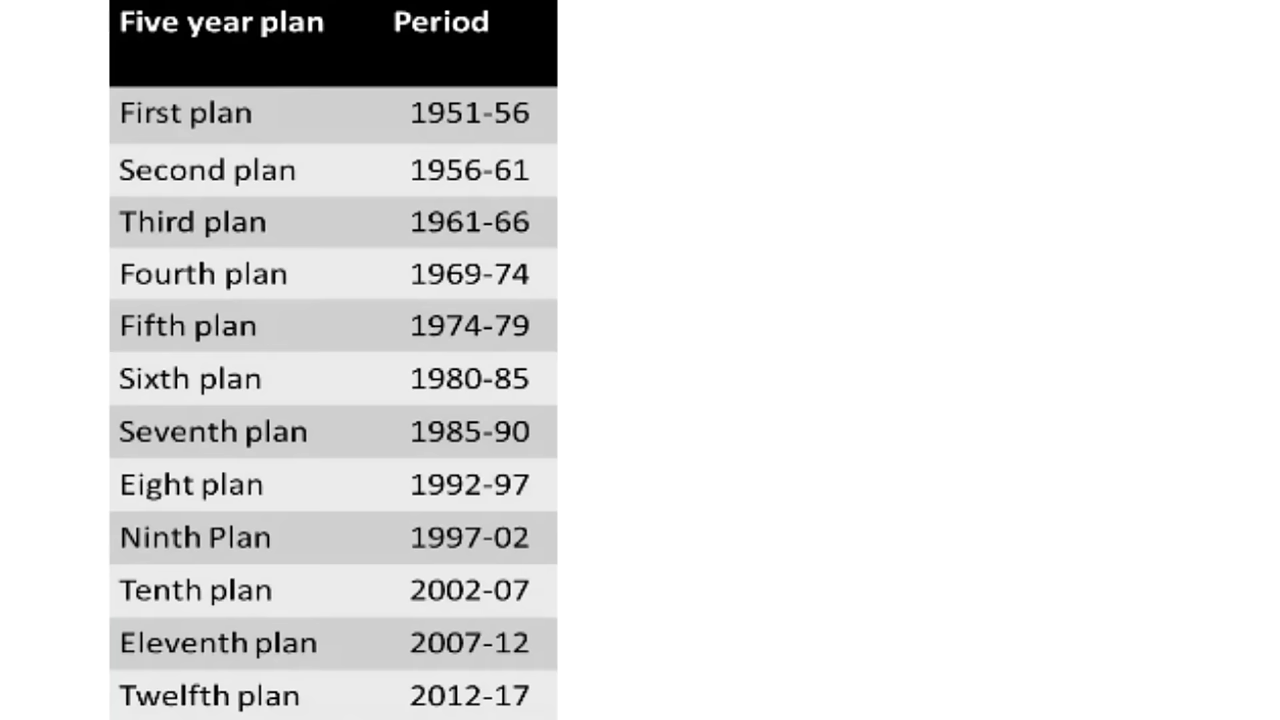 Five year plan Period
First plan 1951-56
Second plan 1956-61
Third plan 1961-66
Fourth plan 1969-74
Fifth plan 1974-79
Sixth plan 1980-85
Seventh plan 1985-90
Eight plan 1992-97
Ninth Plan 1997-02
Tenth plan 2002-07
Eleventh plan 2007-12
Twelfth plan 2012-17